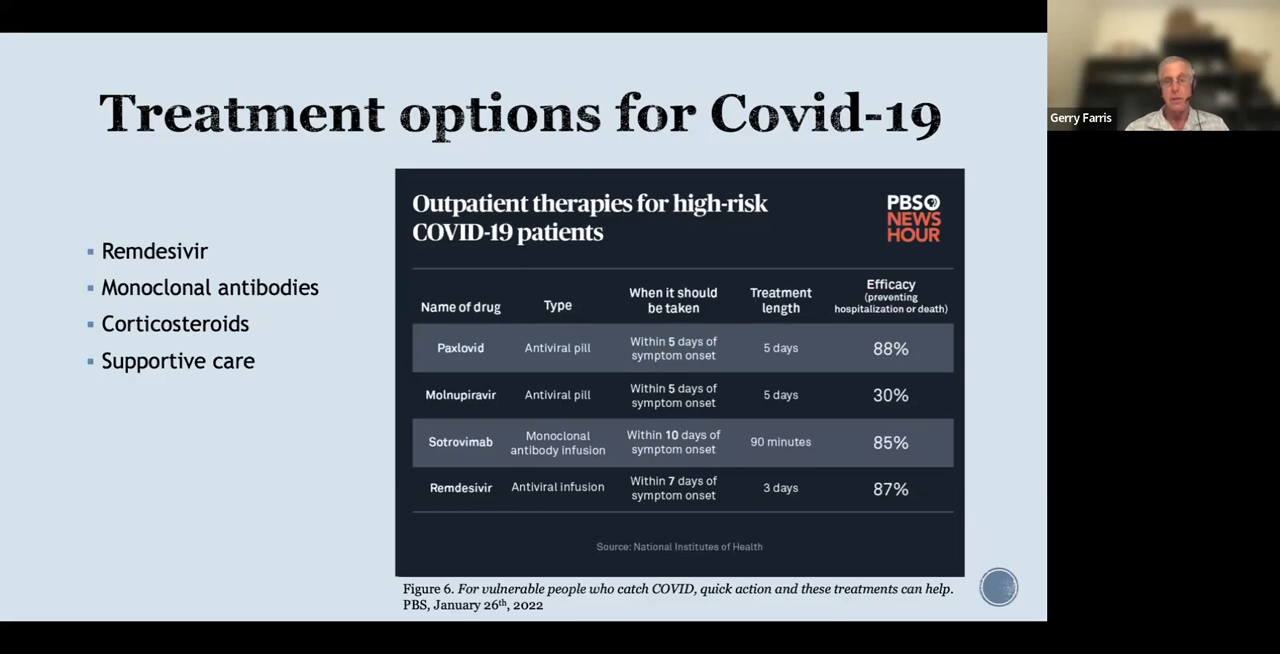 Treatment options for Covid-19
Gerry Farris
▪ Remdesivir
▪ Monoclonal antibodies
▪ Corticosteroids
▪ Supportive care
Outpatient therapies for high-risk
COVID-19 patients
PBS
NEWS
HOUR
Name of drug
Type
When it should
be taken
Treatment
length
Efficacy
(preventing
hospitalization or death)
Paxlovid
Antiviral pill
Within 5 days of
symptom onset
5 days
88%
Molnupiravir
Antiviral pill
Within 5 days of
symptom onset
5 days
30%
Sotrovimab
Monoclonal
antibody infusion
Within 10 days of
symptom onset
90 minutes
85%
Remdesivir
Antiviral infusion
Within 7 days of
symptom onset
3 days
87%
Source: National Institutes of Health
Figure 6. For vulnerable people who catch COVID, quick action and these treatments can help.
PBS, January 26th, 2022